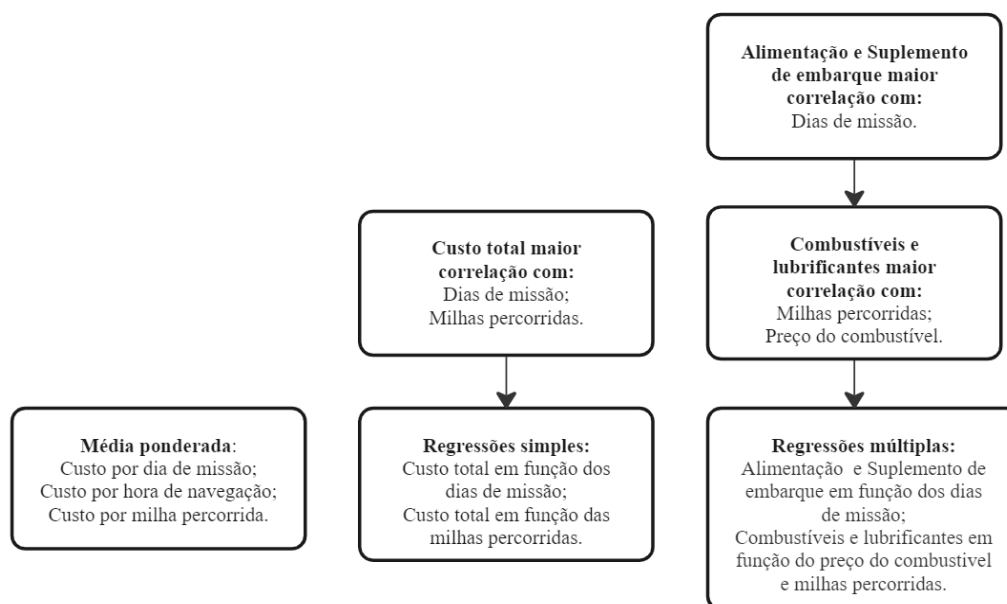 Alimentação e Suplemento
de embarque maior
correlação com:
Dias de missão.
Custo total maior
correlação com:
Dias de missão;
Milhas percorridas.
Combustíveis e
lubrificantes maior
correlação com:
Milhas percorridas;
Preço do combustível.
Média ponderada:
Custo por dia de missão;
Custo por hora de navegação;
Custo por milha percorrida.
Regressões simples:
Custo total em função dos
dias de missão;
Custo total em função das
milhas percorridas.
Regressões múltiplas:
Alimentação e Suplemento de
embarque em função dos dias
de missão;
Combustíveis e lubrificantes em
função do preço do combustivel
e milhas percorridas.